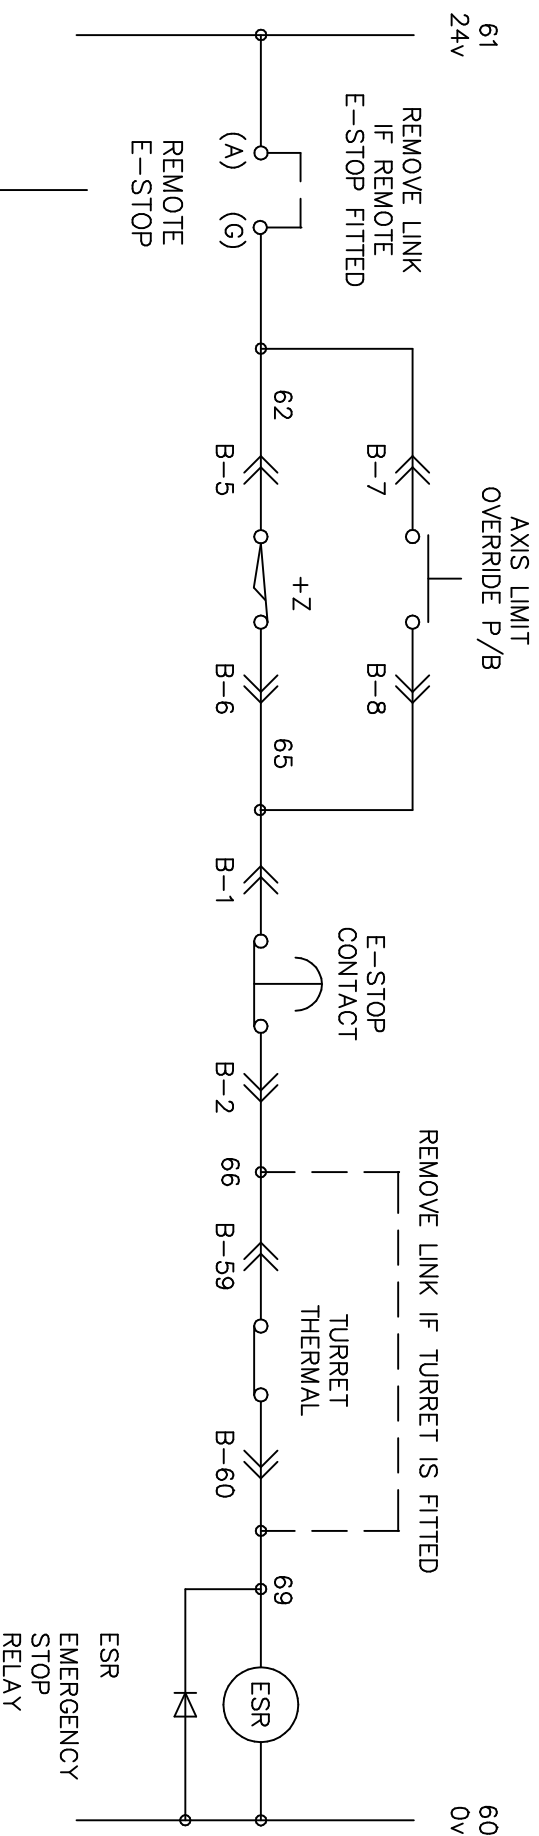 61
24v
REMOVE LINK
IF REMOTE
E-STOP FITTED
(A)
(G)
REMOTE
E-STOP
AXIS LIMIT
OVERRIDE P/B
B-7
B-8
62
B-5
+Z
B-6
65
B-1
E-STOP
CONTACT
B-2
66
REMOVE LINK IF TURRET IS FITTED
B-59
TURRET
THERMAL
B-60
69
ESR
ESR
EMERGENCY
STOP
RELAY
60
0v